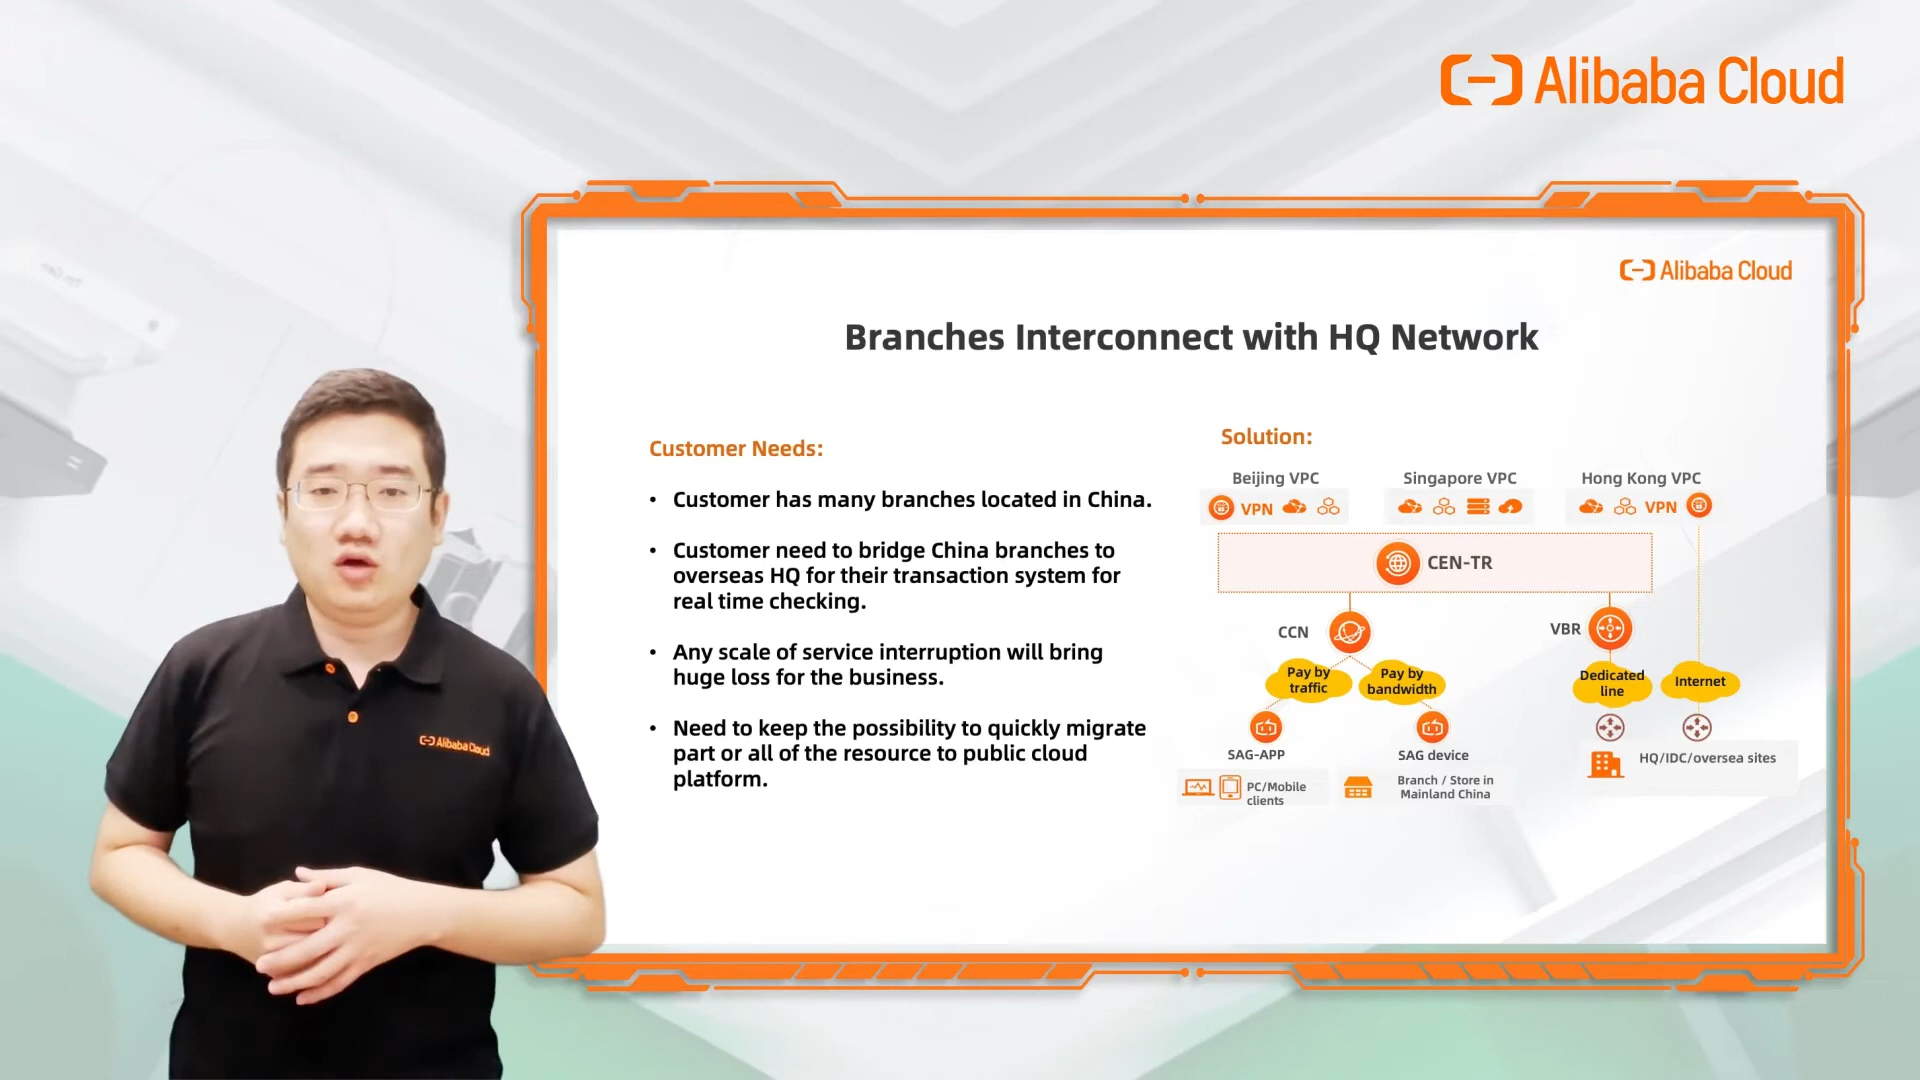 Alibaba Cloud
Alibaba Cloud
Branches Interconnect with HQ Network
Customer Needs:
• Customer has many branches located in China.
• Customer need to bridge China branches to
overseas HQ for their transaction system for
real time checking.
• Any scale of service interruption will bring
huge loss for the business.
• Need to keep the possibility to quickly migrate
part or all of the resource to public cloud
platform.
Solution:
Beijing VPC
Singapore VPC
Hong Kong VPC
VPN
VPN
CEN-TR
CCN
VBR
Pay by
traffic
Pay by
bandwidth
Dedicated
line
Internet
SAG-APP
SAG device
HQ/IDC/oversea sites
PC/Mobile
clients
Branch / Store in
Mainland China
Alibaba Cloud